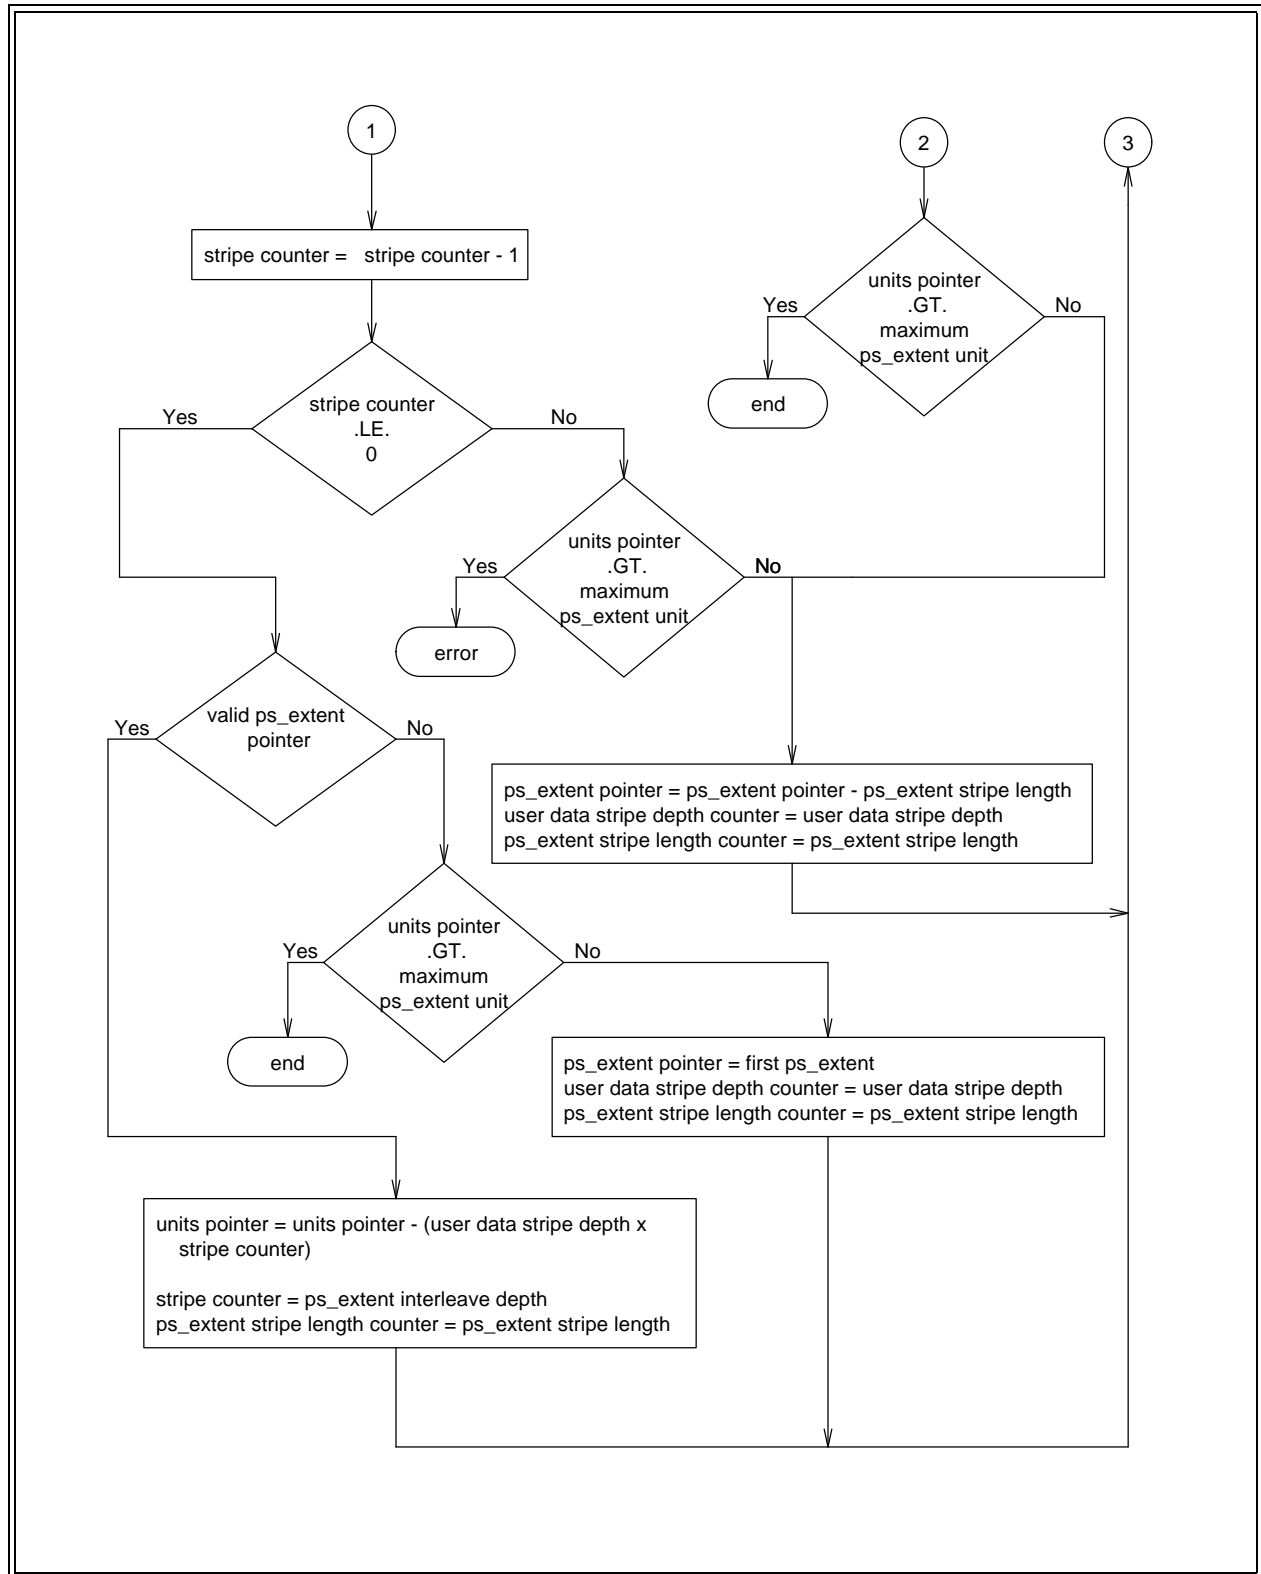 1
2
3
stripe counter =   stripe counter - 1
units pointer
.GT.
maximum
ps_extent unit
Yes
No
end
stripe counter
.LE.
0
Yes
No
units pointer
.GT.
maximum
ps_extent unit
Yes
No
error
valid ps_extent
pointer
Yes
No
ps_extent pointer = ps_extent pointer - ps_extent stripe length
user data stripe depth counter = user data stripe depth
ps_extent stripe length counter = ps_extent stripe length
units pointer
.GT.
maximum
ps_extent unit
Yes
No
end
ps_extent pointer = first ps_extent
user data stripe depth counter = user data stripe depth
ps_extent stripe length counter = ps_extent stripe length
units pointer = units pointer - (user data stripe depth x
stripe counter)
stripe counter = ps_extent interleave depth
ps_extent stripe length counter = ps_extent stripe length